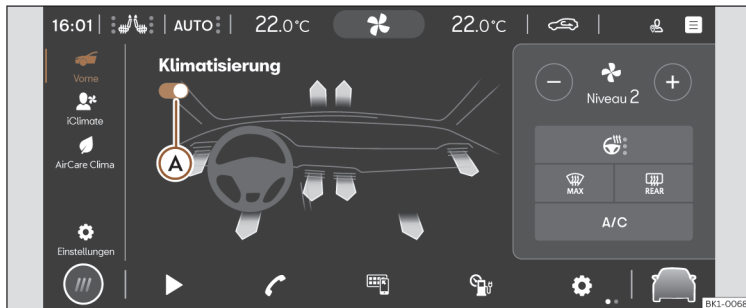 16:01 AUTO 22.0°C 22.0°C
Vorne
iClimate
AirCare Clima
Einstellungen
Klimatisierung
A
Niveau 2
MAX
REAR
A/C
BK1-0068